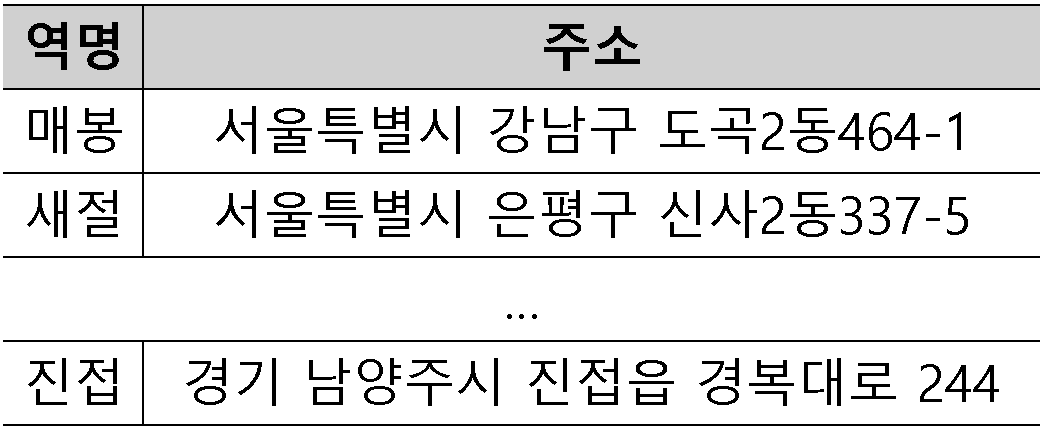 역명 주소
매봉 서울특별시 강남구 도곡2동464-1
새절 서울특별시 은평구 신사2동337-5
...
진접 경기 남양주시 진접읍 경복대로 244